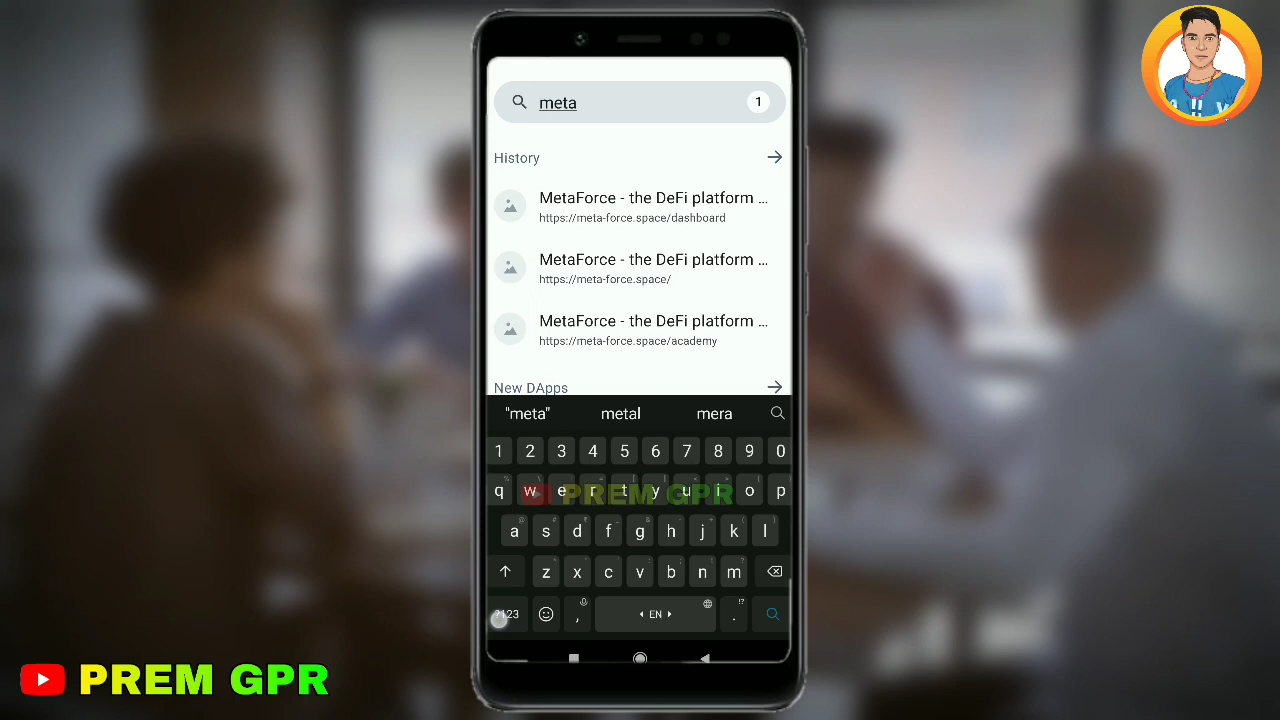 meta
1
History
MetaForce - the DeFi platform ...
https://meta-force.space/dashboard
MetaForce - the DeFi platform ...
https://meta-force.space/
MetaForce - the DeFi platform ...
https://meta-force.space/academy
New DApps
"meta" metal mera
1 2 3 4 5 6 7 8 9 0
q w e r t y u i o p
PREM GPR
a s d f g h j k l
z x c v b n m
?123 , EN . !?
PREM GPR